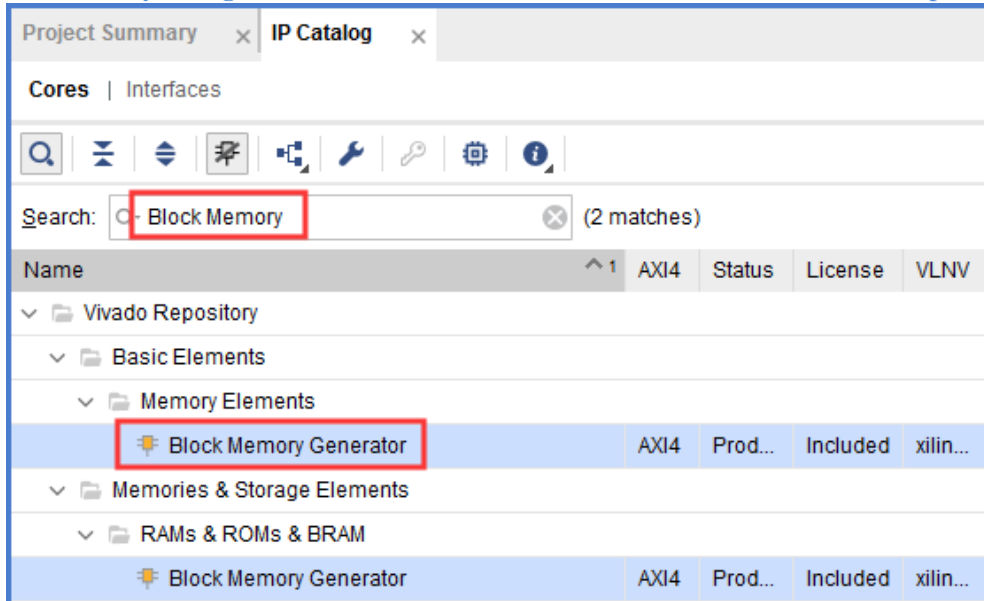 Project Summary × IP Catalog ×
Cores | Interfaces
Search: Block Memory (2 matches)
Name ^ 1 AXI4 Status License VLNV
Vivado Repository
Basic Elements
Memory Elements
Block Memory Generator AXI4 Prod... Included xilin...
Memories & Storage Elements
RAMs & ROMs & BRAM
Block Memory Generator AXI4 Prod... Included xilin...